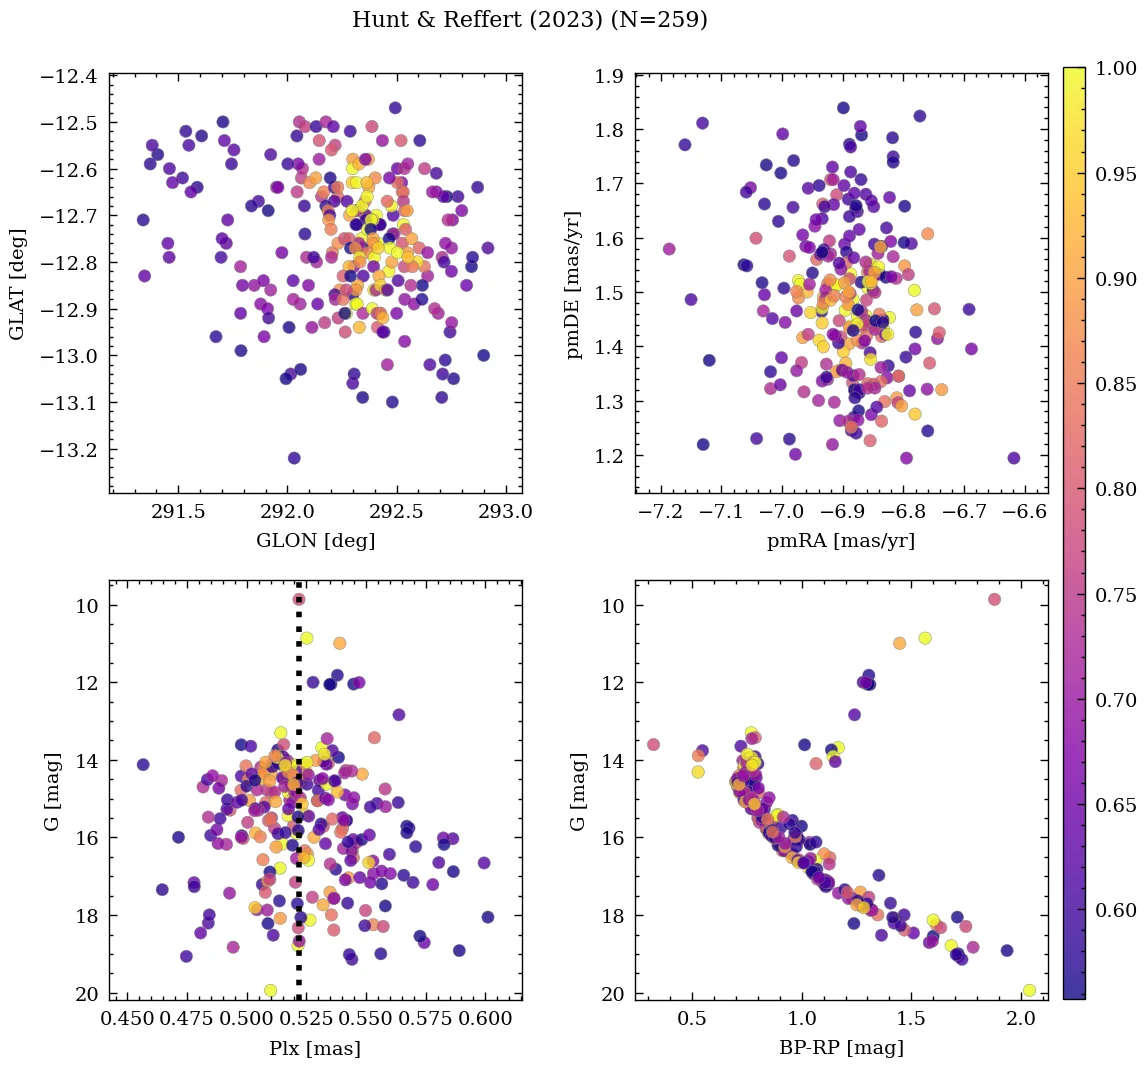 Hunt & Reffert (2023) (N=259)
−12.4
−12.5
−12.6
−12.7
−12.8
−12.9
−13.0
−13.1
−13.2
GLAT [deg]
291.5 292.0 292.5 293.0
GLON [deg]
1.9
1.8
1.7
1.6
1.5
1.4
1.3
1.2
pmDE [mas/yr]
−7.2 −7.1 −7.0 −6.9 −6.8 −6.7 −6.6
pmRA [mas/yr]
10
12
14
16
18
20
G [mag]
0.450 0.475 0.500 0.525 0.550 0.575 0.600
Plx [mas]
10
12
14
16
18
20
G [mag]
0.5 1.0 1.5 2.0
BP-RP [mag]
1.00
0.95
0.90
0.85
0.80
0.75
0.70
0.65
0.60